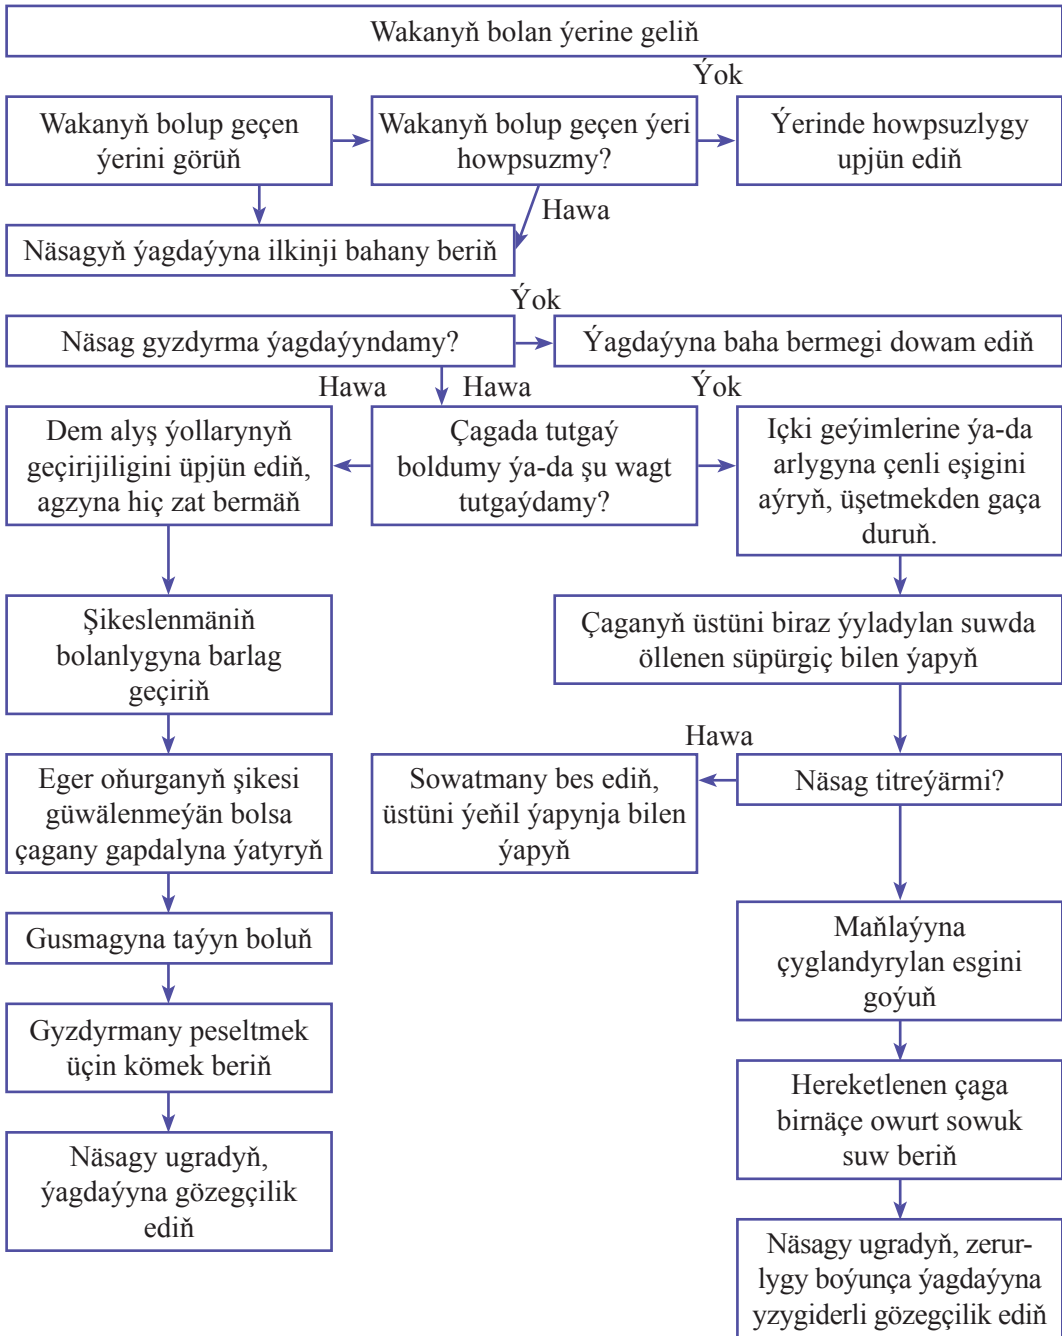 Wakanyň bolan ýerine geliň
Ýok
Wakanyň bolup geçen
ýerini görüň
Wakanyň bolup geçen ýeri
howpsuzmy?
Ýerinde howpsuzlygy
upjün ediň
Hawa
Näsagyň ýagdaýyna ilkinji bahany beriň
Ýok
Näsag gyzdyrma ýagdaýyndamy?
Ýagdaýyna baha bermegi dowam ediň
Hawa
Hawa
Ýok
Dem alyş ýollarynyň
geçirijiligini üpjün ediň,
agzyna hiç zat bermäň
Çagada tutgaý
boldumy ýa-da şu wagt
tutgaýdamy?
Içki geýimlerine ýa-da
arlygyna çenli eşigini
aýryň, üşetmekden gaça
duruň.
Şikeslenmäniň
bolanlygyna barlag
geçiriň
Çaganyň üstüni biraz ýyladylan suwda
öllenen süpürgiç bilen ýapyň
Hawa
Eger oňurganyň şikesi
güwälenmeýän bolsa
çagany gapdalyna ýatyryň
Sowatmany bes ediň,
üstüni ýeňil ýapynja bilen
ýapyň
Näsag titreýärmi?
Gusmagyna taýyn boluň
Maňlaýyna
çyglandyrylan esgini
goýuň
Gyzdyrmany peseltmek
üçin kömek beriň
Hereketlenen çaga
birnäçe owurt sowuk
suw beriň
Näsagy ugradyň,
ýagdaýyna gözegçilik
ediň
Näsagy ugradyň, zerur-
lygy boýunça ýagdaýyna
yzygiderli gözegçilik ediň